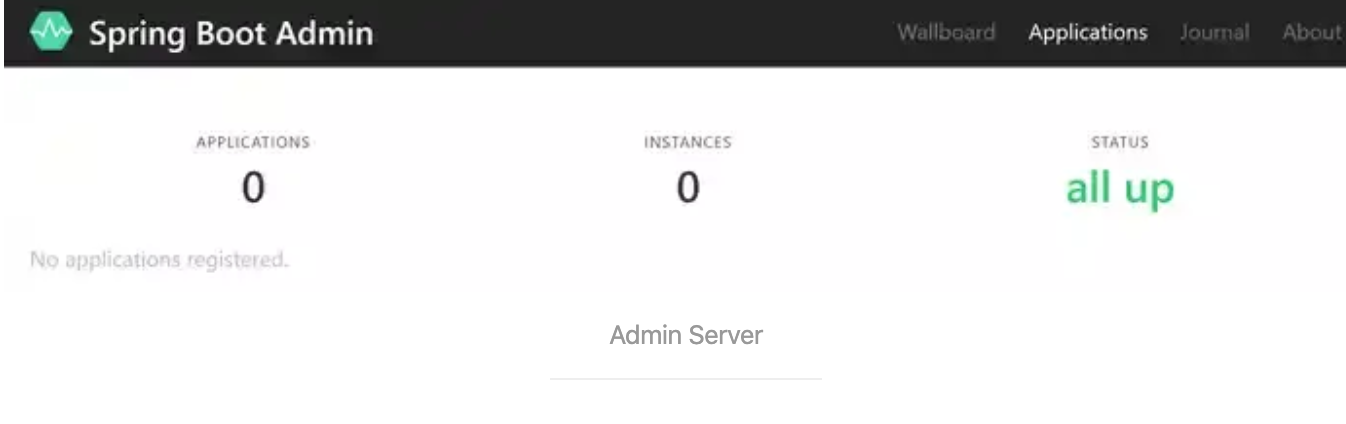 Spring Boot Admin Wallboard Applications Journal About
APPLICATIONS INSTANCES STATUS
0 0 all up
No applications registered.
Admin Server